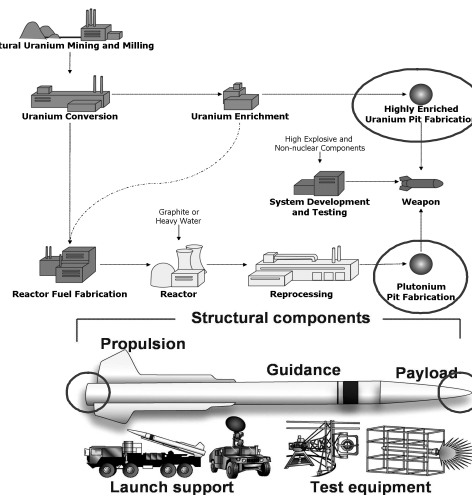 tural Uranium Mining and Milling
Uranium Conversion
Uranium Enrichment
Highly Enriched
Uranium Pit Fabrication
High Explosive and
Non-nuclear Components
System Development
and Testing
Weapon
Graphite or
Heavy Water
Reactor Fuel Fabrication
Reactor
Reprocessing
Plutonium
Pit Fabrication
Structural components
Propulsion
Guidance
Payload
Launch support
Test equipment